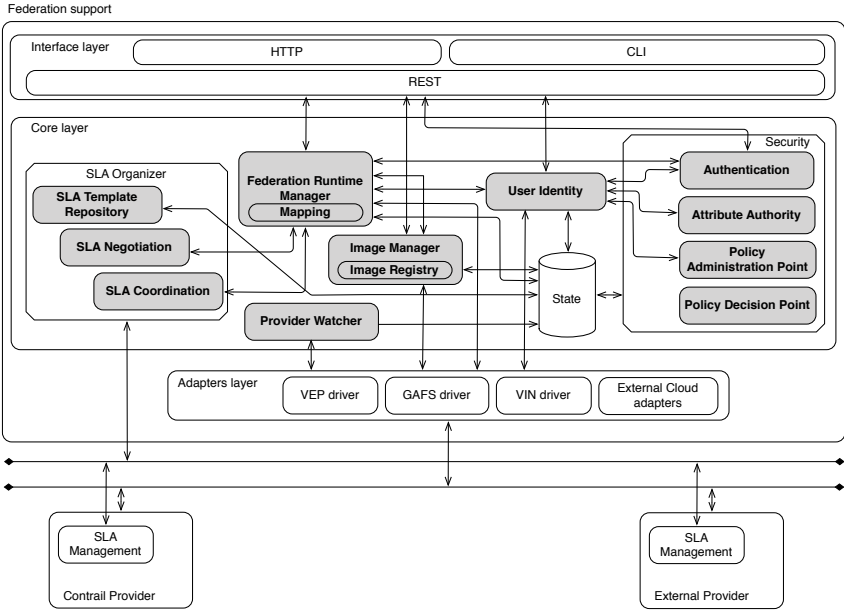 Federation support
Interface layer
HTTP
CLI
REST
Core layer
SLA Organizer
SLA Template
Repository
SLA Negotiation
SLA Coordination
Federation Runtime
Manager
Mapping
Image Manager
Image Registry
Provider Watcher
User Identity
State
Security
Authentication
Attribute Authority
Policy
Administration Point
Policy Decision Point
Adapters layer
VEP driver
GAFS driver
VIN driver
External Cloud
adapters
SLA
Management
Contrail Provider
SLA
Management
External Provider